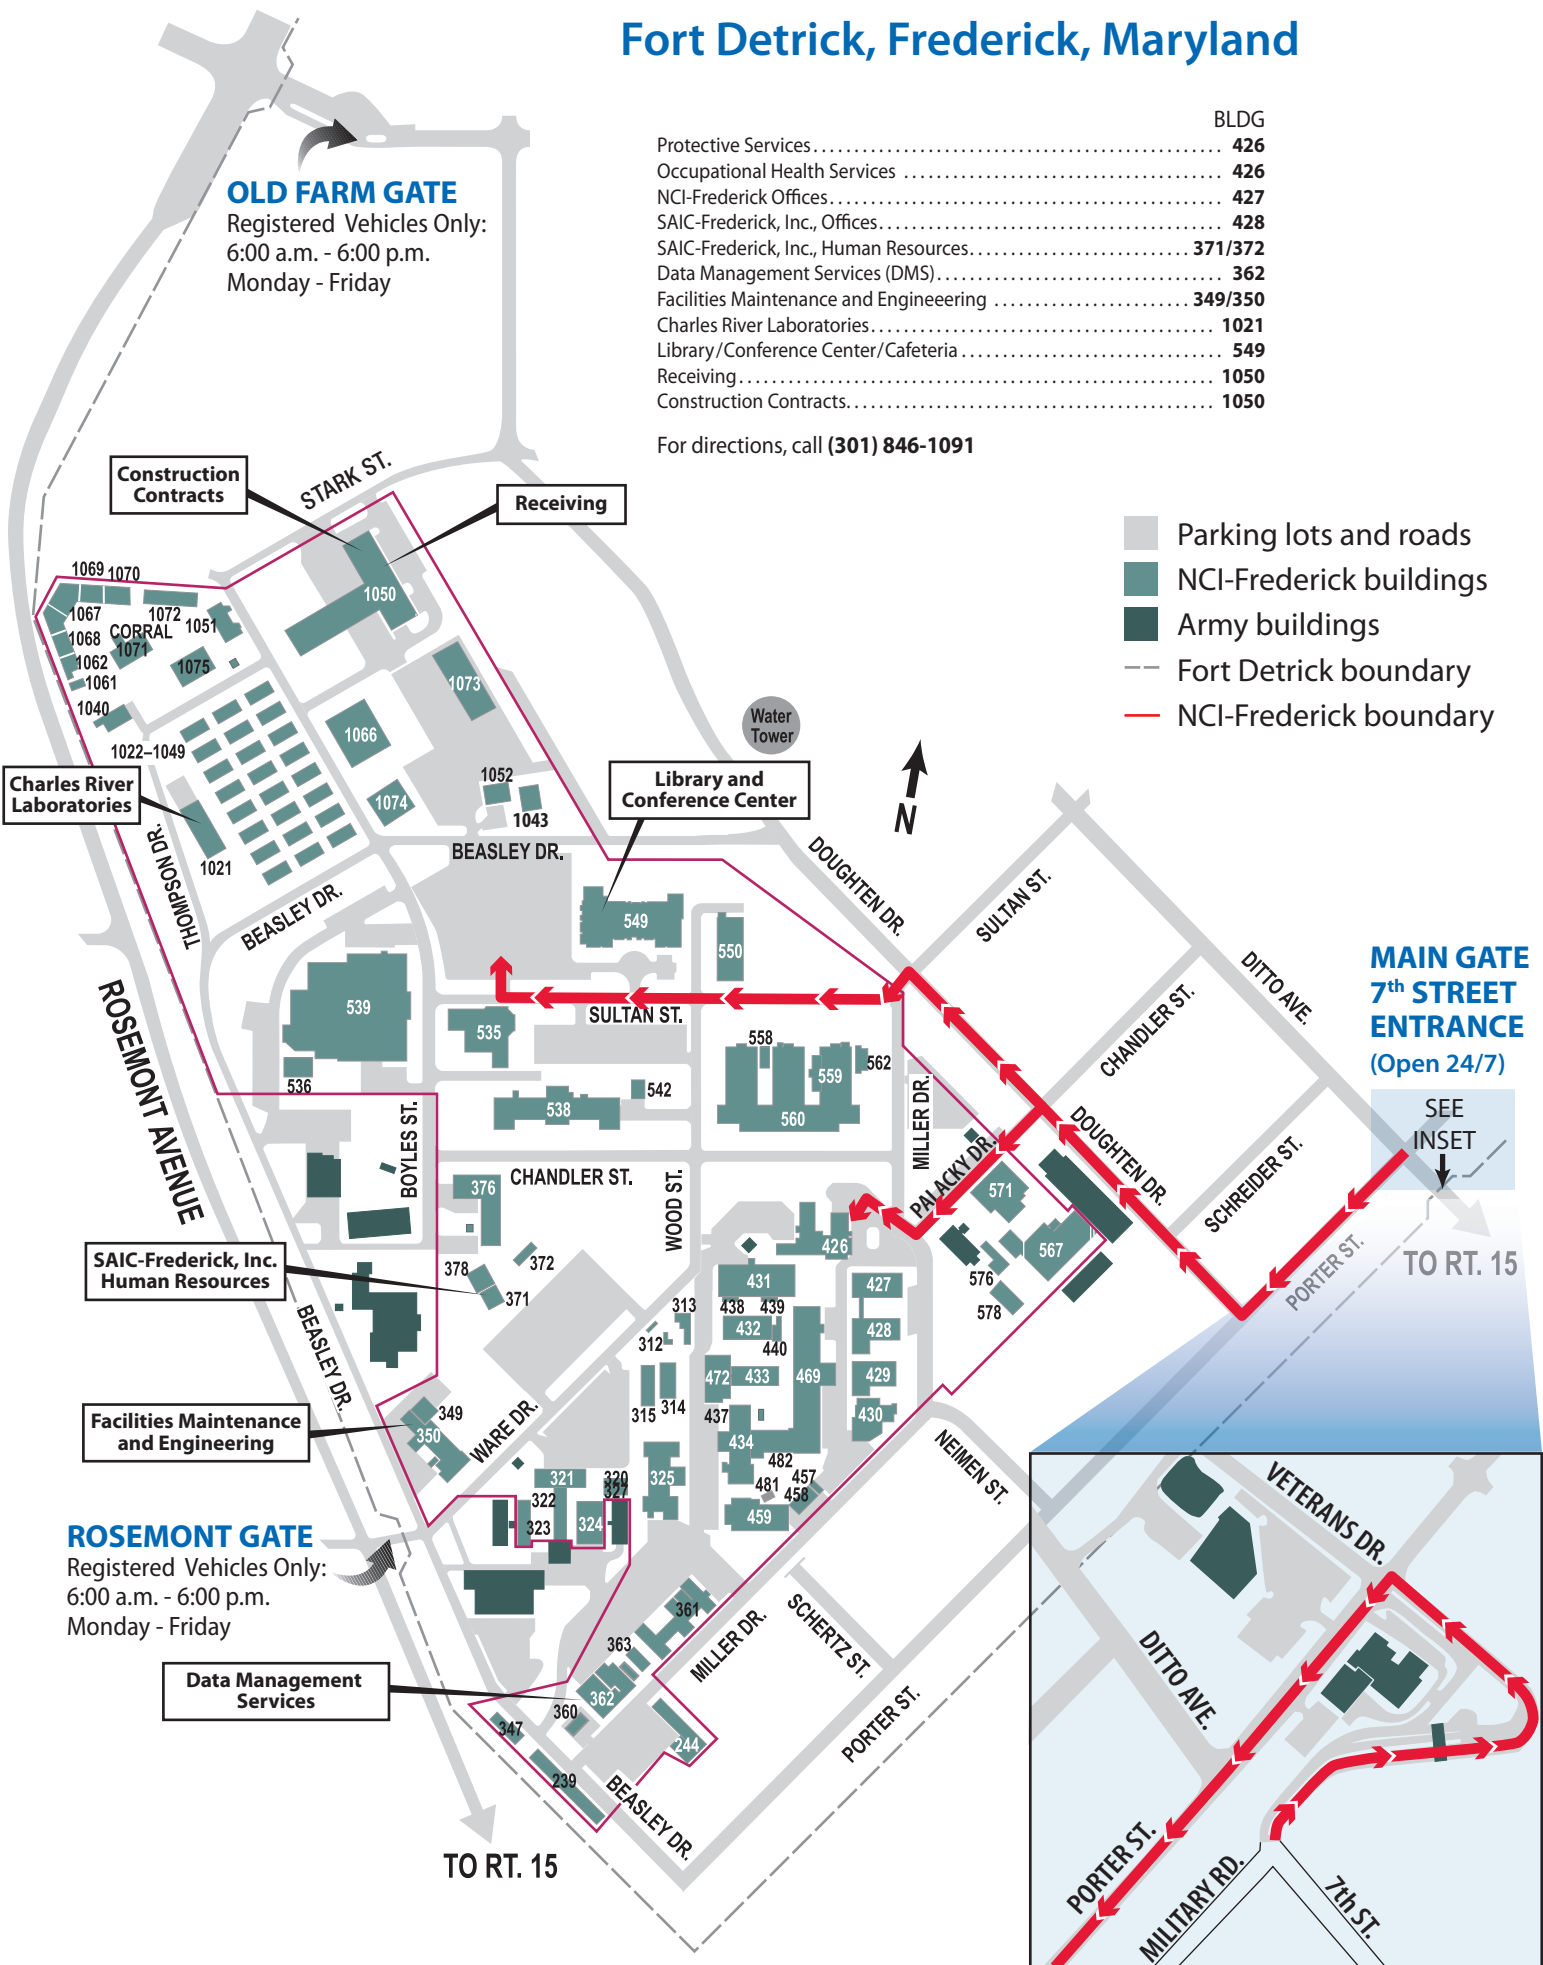 Fort Detrick, Frederick, Maryland
BLDG
Protective Services 426
Occupational Health Services 426
NCI-Frederick Offices 427
SAIC-Frederick, Inc., Offices 428
SAIC-Frederick, Inc., Human Resources 371/372
Data Management Services (DMS) 362
Facilities Maintenance and Engineeering 349/350
Charles River Laboratories 1021
Library/Conference Center/Cafeteria 549
Receiving 1050
Construction Contracts 1050
For directions, call (301) 846-1091
OLD FARM GATE
Registered Vehicles Only:
6:00 a.m. - 6:00 p.m.
Monday - Friday
Parking lots and roads
NCI-Frederick buildings
Army buildings
Fort Detrick boundary
NCI-Frederick boundary
Construction
Contracts
STARK ST.
Receiving
1069
1070
1067
1072
1051
1050
CORRAL
1068
1071
1062
1075
1061
1040
1073
1022–1049
1066
Water
Tower
N
Charles River
Laboratories
1074
1052
1043
Library and
Conference Center
THOMPSON DR.
1021
BEASLEY DR.
BEASLEY DR.
DOUGHTEN DR.
SULTAN ST.
549
550
DITTO AVE.
CHANDLER ST.
MAIN GATE
7th STREET
ENTRANCE
(Open 24/7)
SEE
INSET
ROSEMONT AVENUE
539
535
SULTAN ST.
536
558
559
562
560
542
538
MILLER DR.
DOUGHTEN DR.
PALACKY DR.
SCHREIDER ST.
PORTER ST.
TO RT. 15
BOYLES ST.
CHANDLER ST.
WOOD ST.
376
571
567
576
578
426
SAIC-Frederick, Inc.
Human Resources
378
372
371
431
427
438
439
313
312
432
440
428
BEASLEY DR.
472
433
469
429
315
314
437
430
349
350
434
Facilities Maintenance
and Engineering
WARE DR.
482
457
481
458
459
NEIMEN ST.
321
320
327
322
323
324
325
ROSEMONT GATE
Registered Vehicles Only:
6:00 a.m. - 6:00 p.m.
Monday - Friday
361
363
MILLER DR.
SCHERTZ ST.
PORTER ST.
Data Management
Services
362
360
347
244
239
BEASLEY DR.
TO RT. 15
VETERANS DR.
DITTO AVE.
PORTER ST.
MILITARY RD.
7th ST.